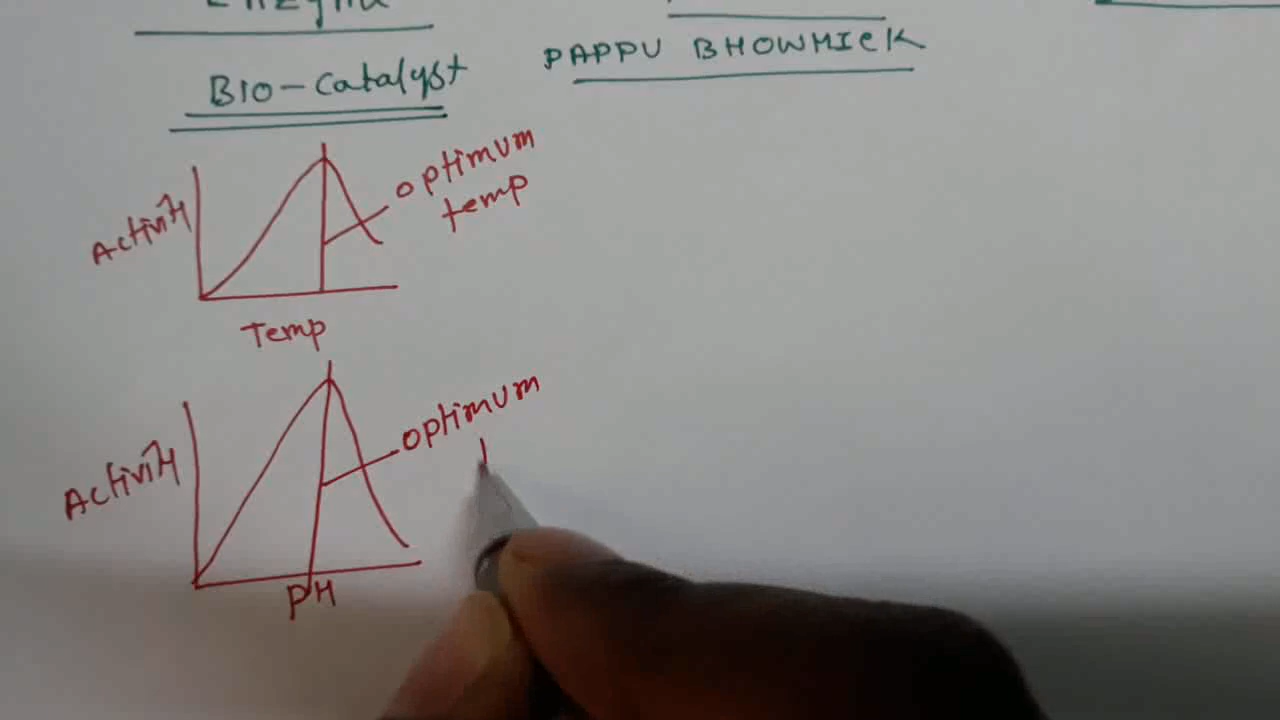 Bio-Catalyst
PAPPU BHOWMICK
Activity
optimum
temp
Temp
Activity
optimum
PH